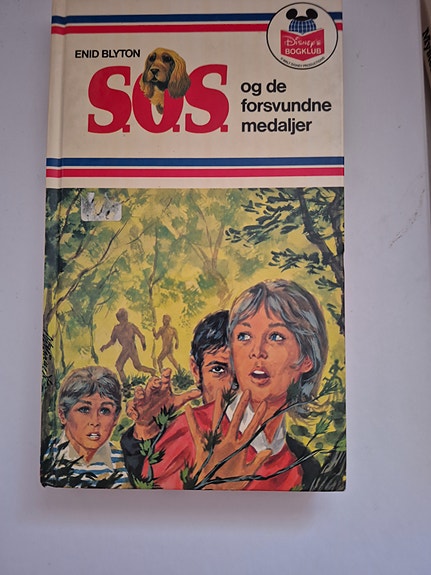 ENID BLYTON
S.O.S.
og de
forsvundne
medaljer
DISNEY'S
BOGKLUB